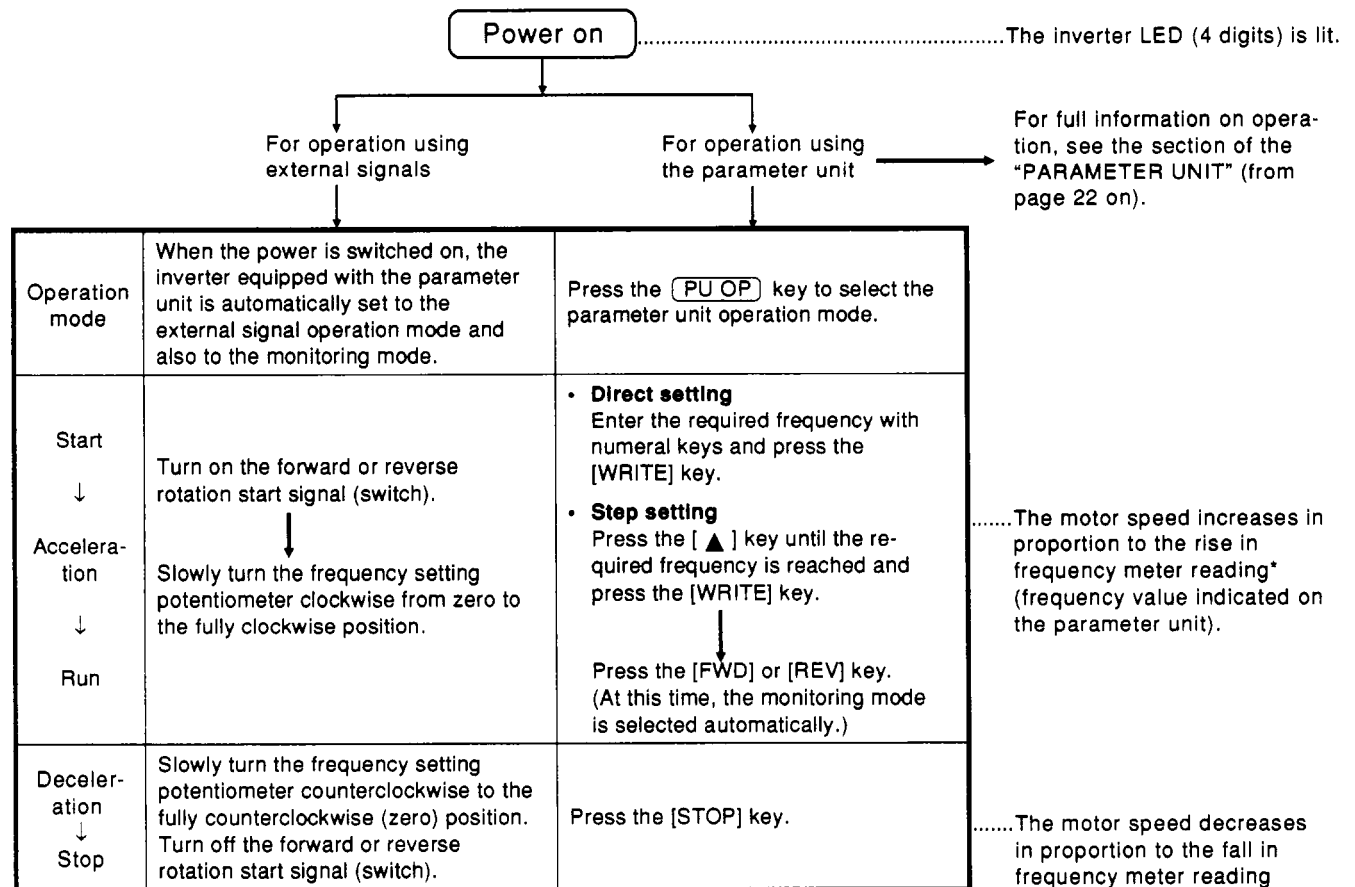 Power on
The inverter LED (4 digits) is lit.
For operation using
external signals
For operation using
the parameter unit
For full information on opera-
tion, see the section of the
"PARAMETER UNIT" (from
page 22 on).
Operation
mode
When the power is switched on, the
inverter equipped with the parameter
unit is automatically set to the
external signal operation mode and
also to the monitoring mode.
Press the PU OP key to select the
parameter unit operation mode.
Start
↓
Accelera-
tion
↓
Run
Turn on the forward or reverse
rotation start signal (switch).
Slowly turn the frequency setting
potentiometer clockwise from zero to
the fully clockwise position.
• Direct setting
Enter the required frequency with
numeral keys and press the
[WRITE] key.
• Step setting
Press the [ ▲ ] key until the re-
quired frequency is reached and
press the [WRITE] key.
Press the [FWD] or [REV] key.
(At this time, the monitoring mode
is selected automatically.)
The motor speed increases in
proportion to the rise in
frequency meter reading*
(frequency value indicated on
the parameter unit).
Deceler-
ation
↓
Stop
Slowly turn the frequency setting
potentiometer counterclockwise to the
fully counterclockwise (zero) position.
Turn off the forward or reverse
rotation start signal (switch).
Press the [STOP] key.
The motor speed decreases
in proportion to the fall in
frequency meter reading